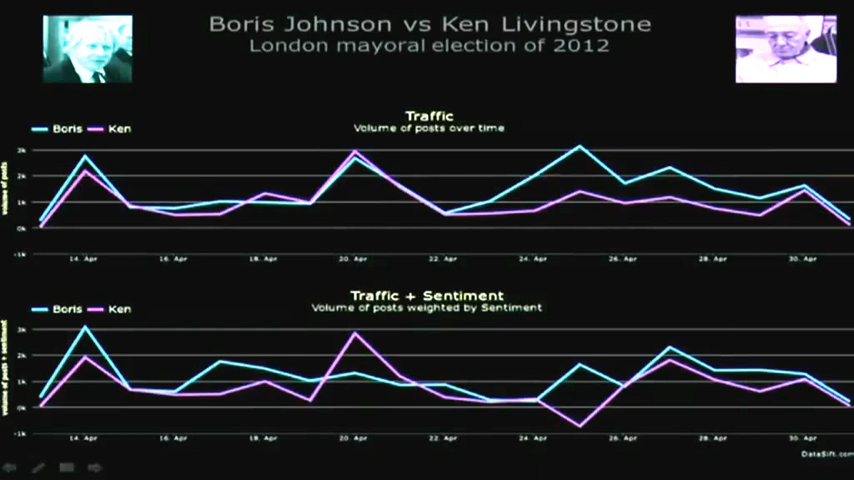 Boris Johnson vs Ken Livingstone
London mayoral election of 2012
Traffic
Volume of posts over time
Boris Ken
volume of posts
3k
2k
1k
0k
-1k
14. Apr 16. Apr 18. Apr 20. Apr 22. Apr 24. Apr 26. Apr 28. Apr 30. Apr
Traffic + Sentiment
Volume of posts weighted by Sentiment
Boris Ken
volume of posts + sentiment
3k
2k
1k
0k
-1k
14. Apr 16. Apr 18. Apr 20. Apr 22. Apr 24. Apr 26. Apr 28. Apr 30. Apr
DataSift.com